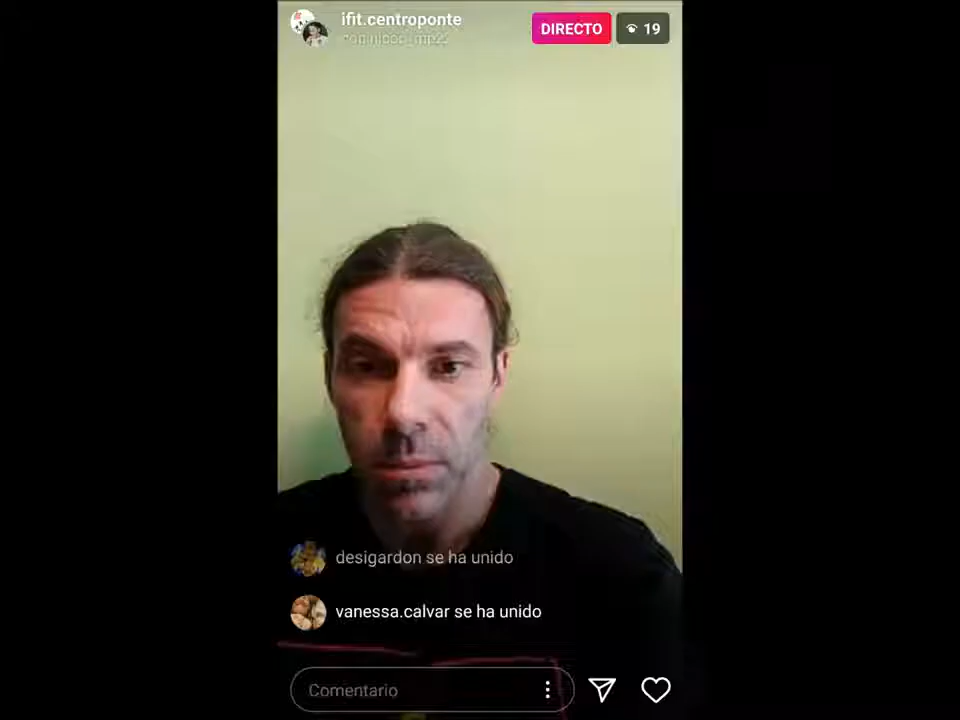 ifit.centroponte
DIRECTO
19
desigardon se ha unido
vanessa.calvar se ha unido
Comentario